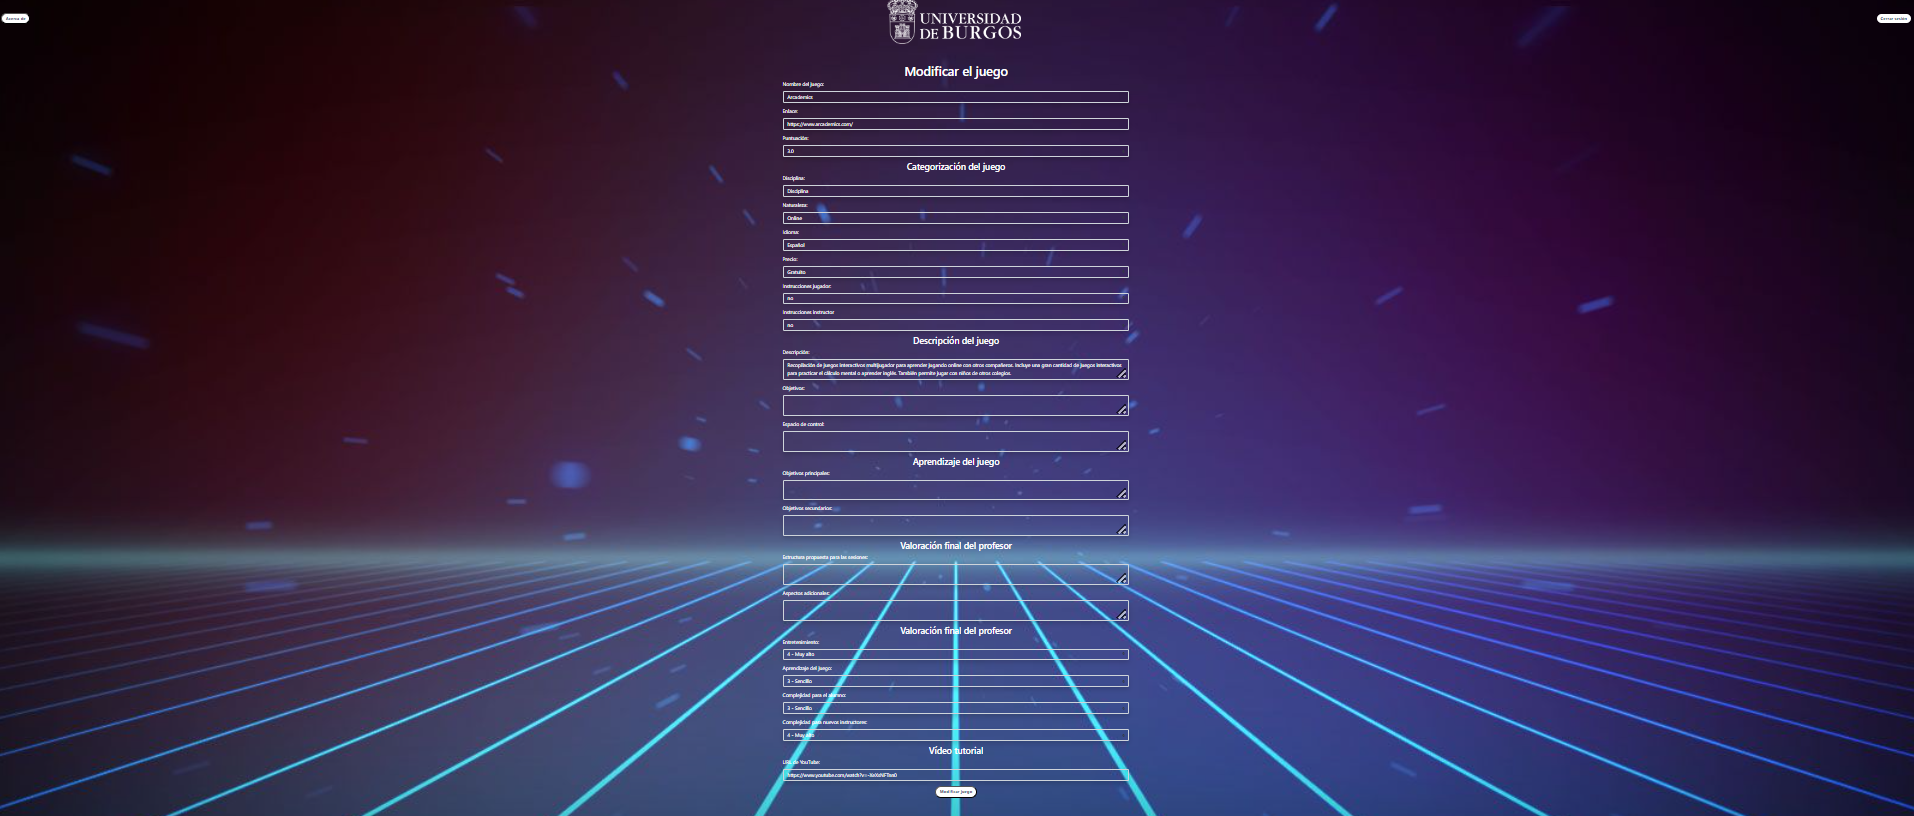 Acerca de
UNIVERSIDAD
DE BURGOS
Cerrar sesión
Modificar el juego
Nombre del juego:
Arcademics
Enlace:
https://www.arcademics.com/
Puntuación:
3.0
Categorización del juego
Disciplina:
Disciplina
Naturaleza:
Online
Idioma:
Español
Precio:
Gratuito
Instrucciones jugador:
no
Instrucciones instructor
no
Descripción del juego
Descripción:
Recopilación de juegos interactivos multijugador para aprender jugando online con otros compañeros. Incluye una gran cantidad de juegos interactivos
para practicar el cálculo mental o aprender inglés. También permite jugar con niños de otros colegios.
Objetivos:
Espacio de control:
Aprendizaje del juego
Objetivos principales:
Objetivos secundarios:
Valoración final del profesor
Estructura propuesta para las sesiones:
Aspectos adicionales:
Valoración final del profesor
Entretenimiento:
4 - Muy alto
Aprendizaje del juego:
3 - Sencillo
Complejidad para el alumno:
3 - Sencillo
Complejidad para nuevos instructores:
4 - Muy alto
Vídeo tutorial
URL de YouTube:
Modificar juego